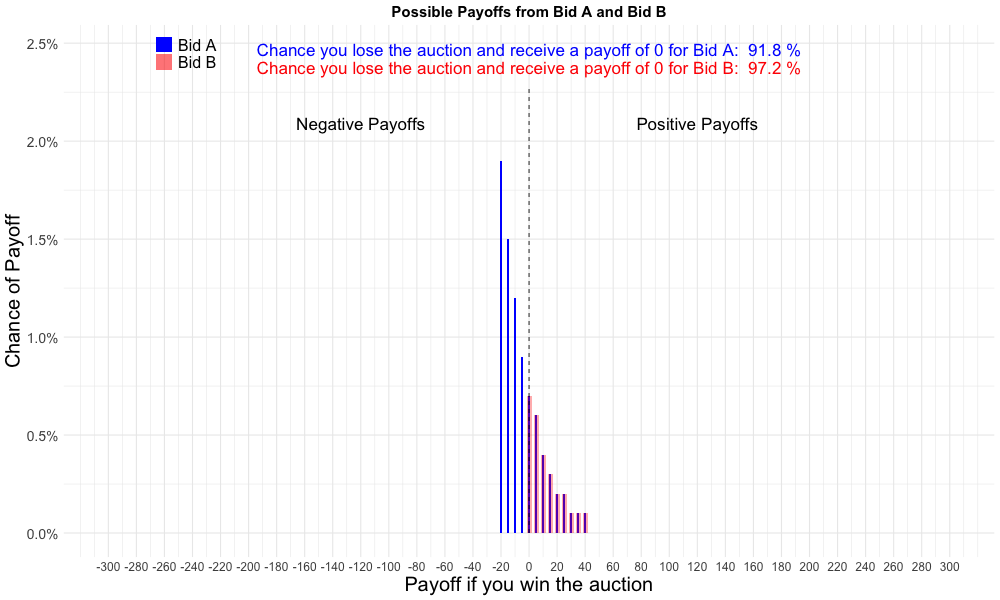 Possible Payoffs from Bid A and Bid B
2.5%
Bid A
Bid B
Chance you lose the auction and receive a payoff of 0 for Bid A:  91.8 %
Chance you lose the auction and receive a payoff of 0 for Bid B:  97.2 %
Negative Payoffs
Positive Payoffs
2.0%
1.5%
1.0%
0.5%
0.0%
Chance of Payoff
-300 -280 -260 -240 -220 -200 -180 -160 -140 -120 -100 -80 -60 -40 -20 0 20 40 60 80 100 120 140 160 180 200 220 240 260 280 300
Payoff if you win the auction